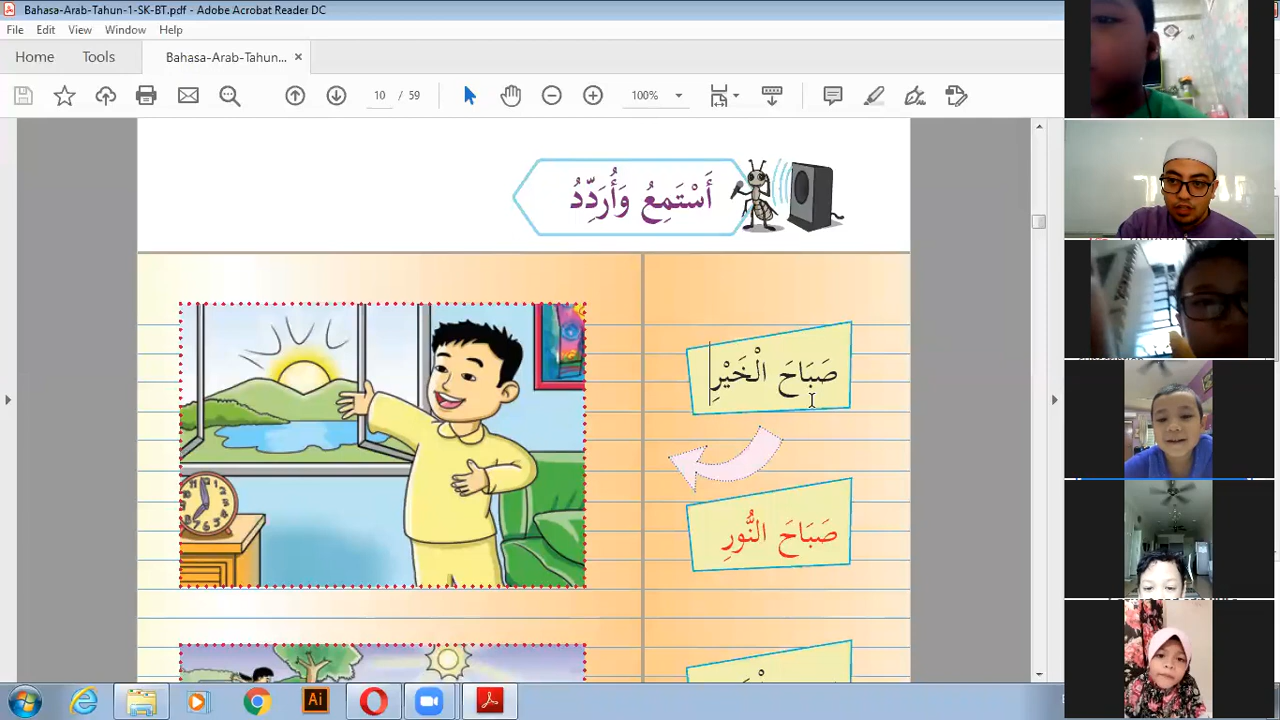 Bahasa-Arab-Tahun-1-SK-BT.pdf - Adobe Acrobat Reader DC
File Edit View Window Help
Home Tools Bahasa-Arab-Tahun... ×
10 / 59 100%
أَسْتَمِعُ وَأُرَدِّدُ
صَبَاحَ الْخَيْرِ
صَبَاحَ النُّورِ
Ai